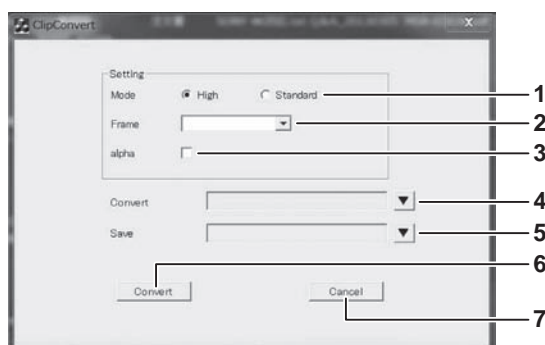 ClipConvert
X
Setting
Mode High Standard 1
Frame 2
alpha 3
Convert 4
Save 5
6
Convert Cancel
7